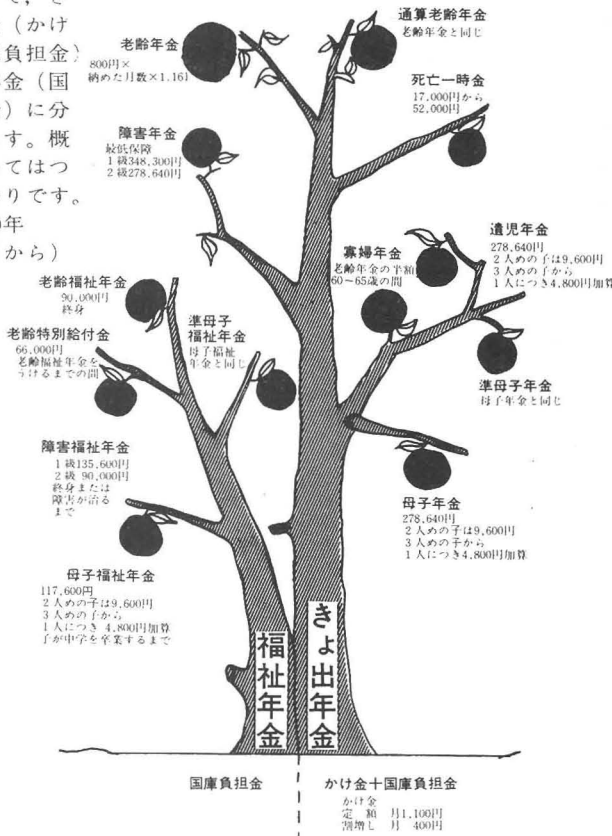 て，そ
（かけ
負担金）
金（国
）に分
す。概
てはつ
りです。
年
から）
老齢年金
800円×
納めた月数×1.161
通算老齢年金
老齢年金と同じ
死亡一時金
17,000円から
52,000円
障害年金
最低保障
1級348,300円
2級278,640円
遺児年金
278,640円
2人めの子は9,600円
3人めの子から
1人につき4,800円加算
寡婦年金
老齢年金の半額
60〜65歳の間
老齢福祉年金
90,000円
終身
準母子
福祉年金
母子福祉
年金と同じ
老齢特別給付金
66,000円
老齢福祉年金を
うけるまでの間
準母子年金
母子年金と同じ
障害福祉年金
1級135,600円
2級 90,000円
終身または
障害が治る
まで
母子年金
278,640円
2人めの子は9,600円
3人めの子から
1人につき4,800円加算
母子福祉年金
117,600円
2人めの子は9,600円
3人めの子から
1人につき 4,800円加算
子が中学を卒業するまで
福祉年金
きょ出年金
国庫負担金
かけ金十国庫負担金
かけ金
定額 月1,100円
割増し 月 400円